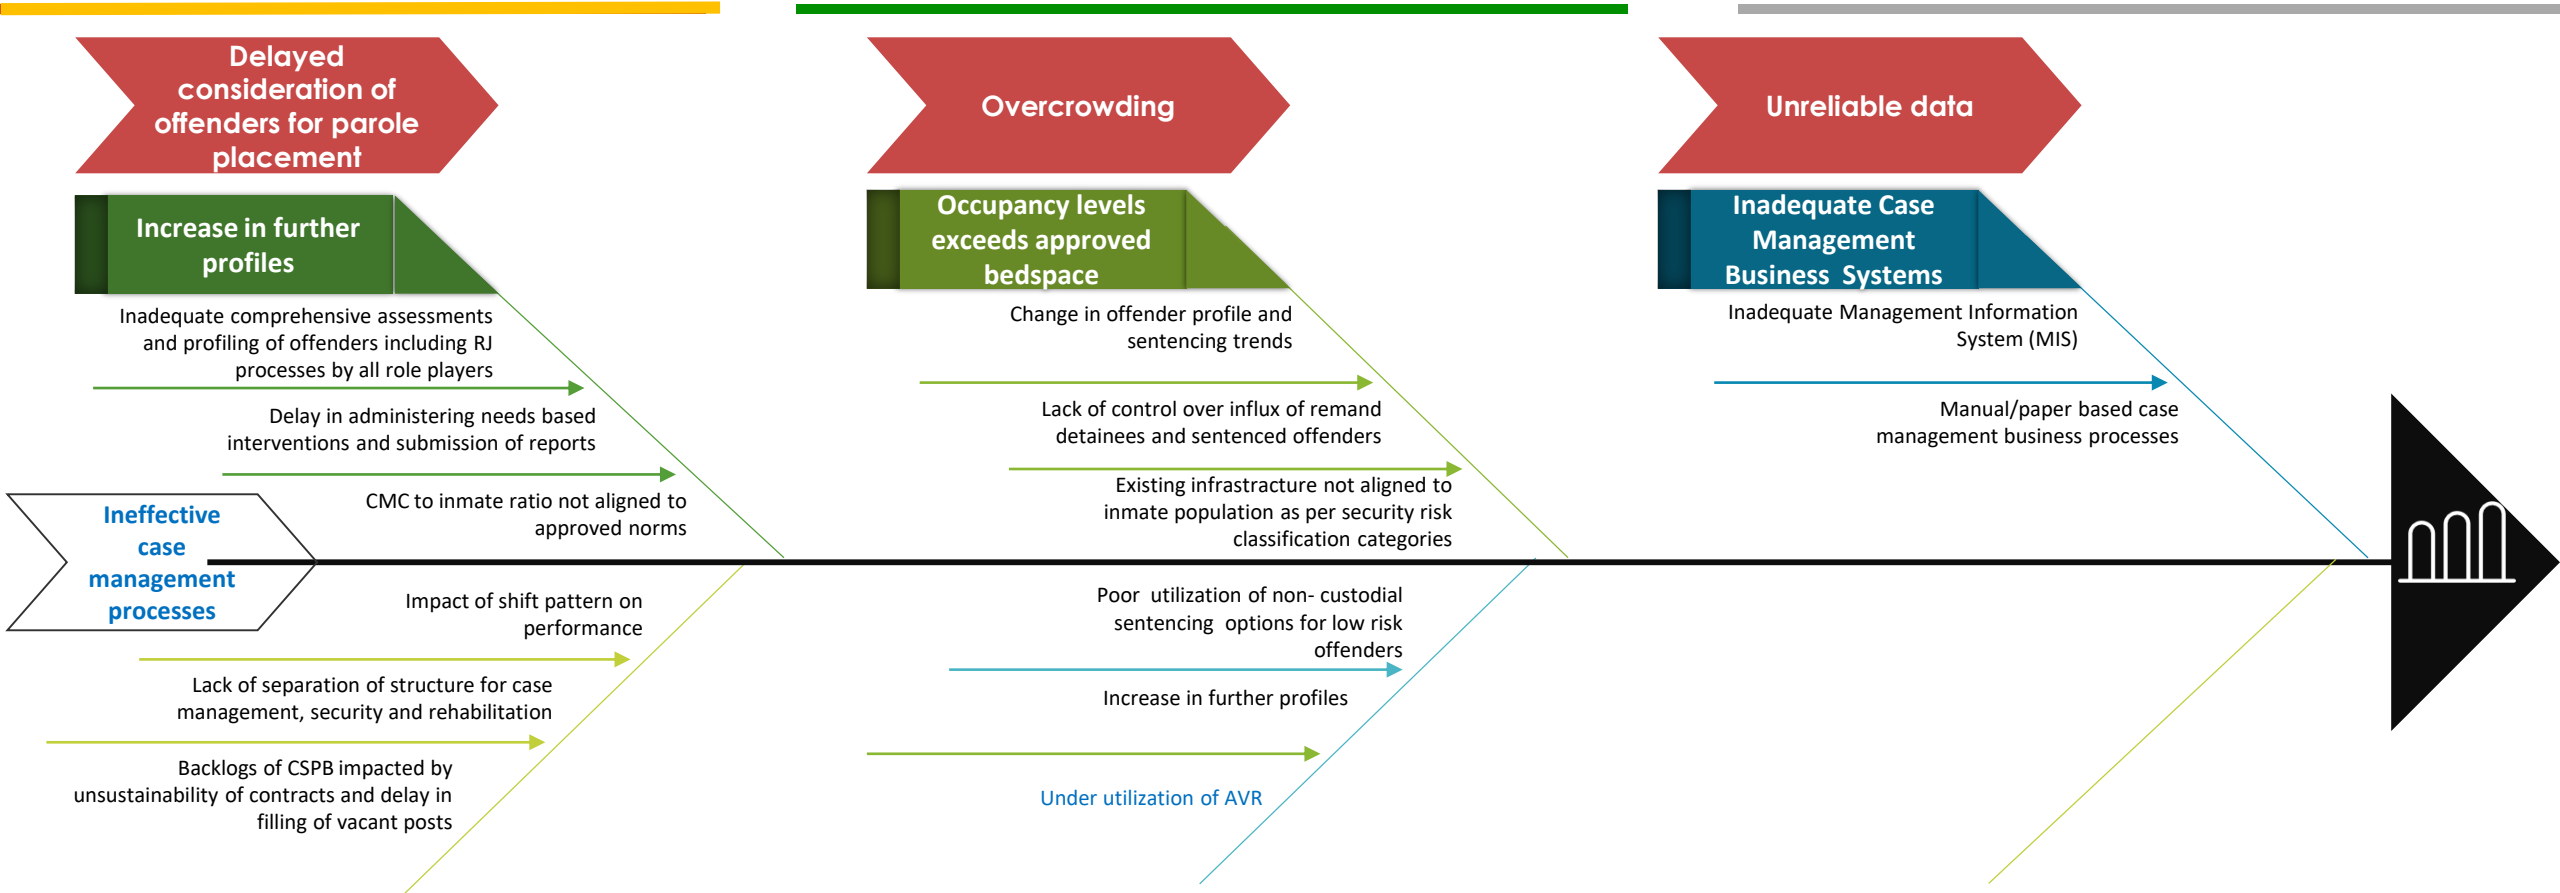 Delayed
consideration of
offenders for parole
placement
Increase in further
profiles
Inadequate comprehensive assessments
and profiling of offenders including RJ
processes by all role players
Delay in administering needs based
interventions and submission of reports
CMC to inmate ratio not aligned to
approved norms
Ineffective
case
management
processes
Impact of shift pattern on
performance
Lack of separation of structure for case
management, security and rehabilitation
Backlogs of CSPB impacted by
unsustainability of contracts and delay in
filling of vacant posts
Overcrowding
Occupancy levels
exceeds approved
bedspace
Change in offender profile and
sentencing trends
Lack of control over influx of remand
detainees and sentenced offenders
Existing infrastracture not aligned to
inmate population as per security risk
classification categories
Poor utilization of non- custodial
sentencing options for low risk
offenders
Increase in further profiles
Under utilization of AVR
Unreliable data
Inadequate Case
Management
Business Systems
Inadequate Management Information
System (MIS)
Manual/paper based case
management business processes